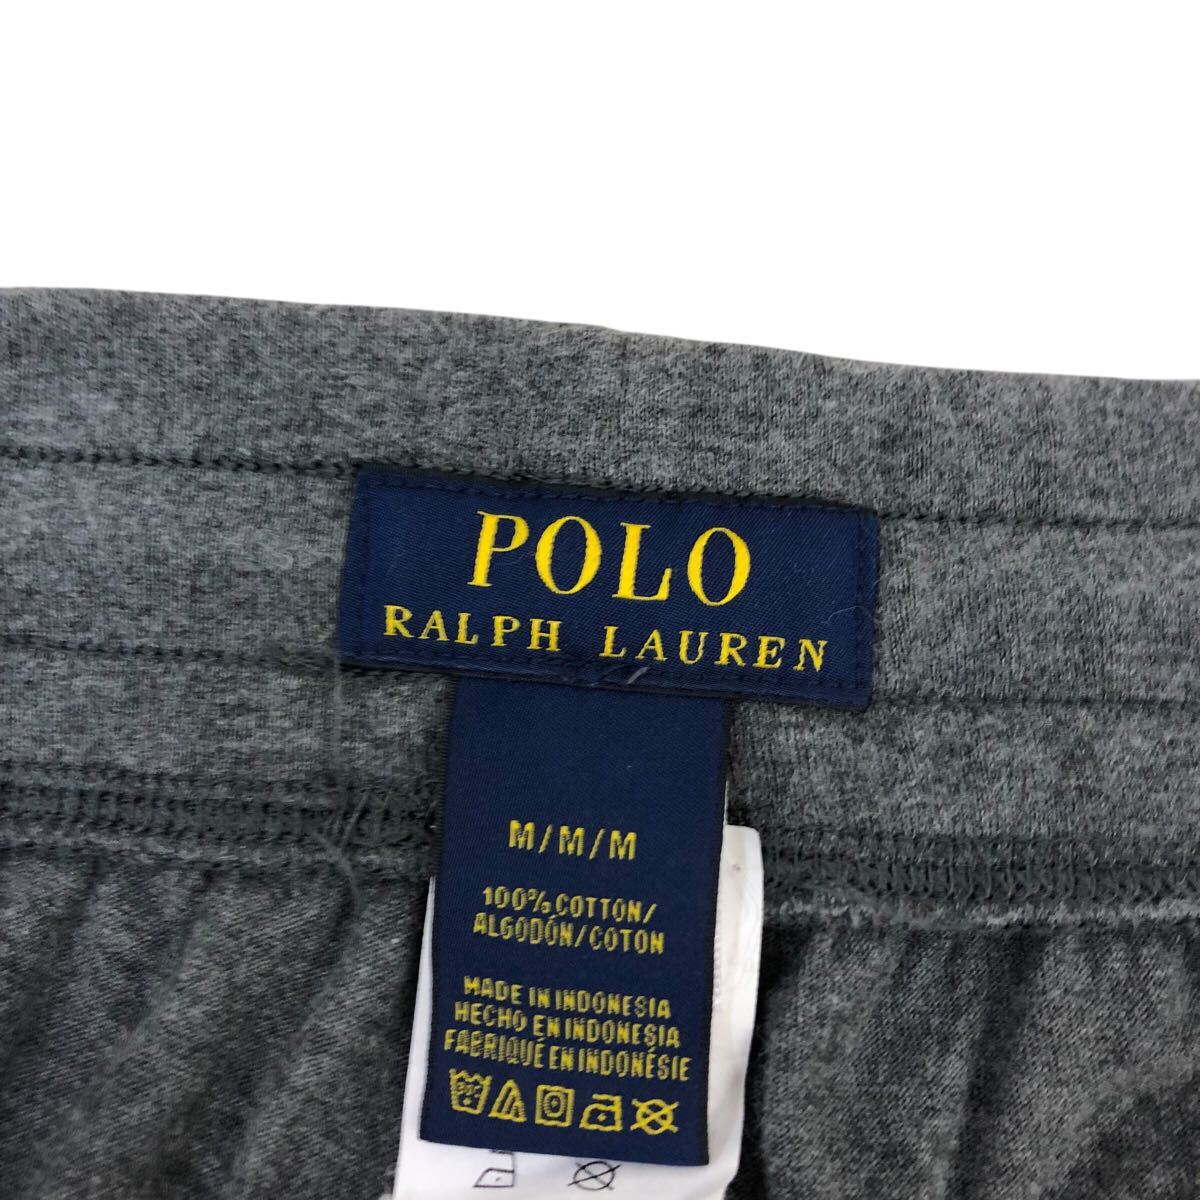 POLO
RALPH LAUREN
M/M/M
100% COTTON/
ALGODÓN/COTON
MADE IN INDONESIA
HECHO EN INDONESIA
FABRIQUÉ EN INDONÉSIE